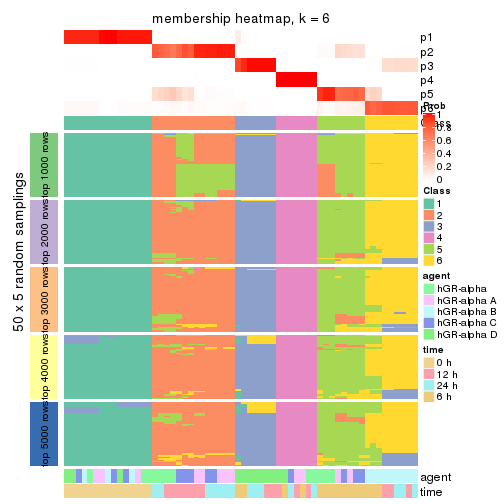 membership heatmap, k = 6
p1
p2
p3
p4
p5
Prob
1
0.8
0.6
0.4
0.2
0
Class
1
2
3
4
5
6
agent
hGR-alpha
hGR-alpha A
hGR-alpha B
hGR-alpha C
hGR-alpha D
time
0 h
12 h
24 h
6 h
50 x 5 random samplings
top 1000 rows
top 2000 rows
top 3000 rows
top 4000 rows
top 5000 rows
agent
time